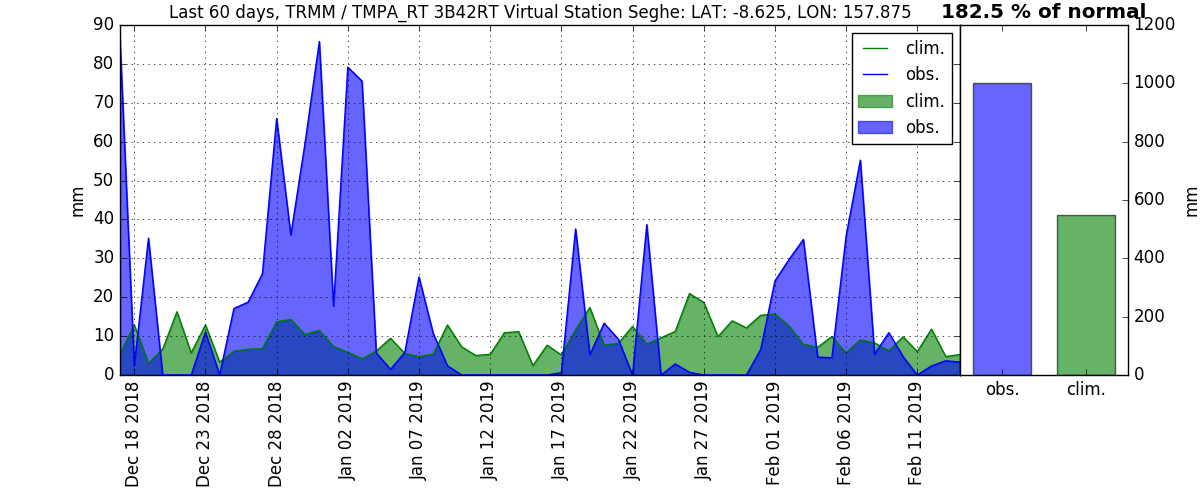 Last 60 days, TRMM / TMPA_RT 3B42RT Virtual Station Seghe: LAT: -8.625, LON: 157.875
182.5 % of normal
90
80
70
60
50
40
30
20
10
0
mm
clim.
obs.
clim.
obs.
Dec 18 2018
Dec 23 2018
Dec 28 2018
Jan 02 2019
Jan 07 2019
Jan 12 2019
Jan 17 2019
Jan 22 2019
Jan 27 2019
Feb 01 2019
Feb 06 2019
Feb 11 2019
1200
1000
800
600
400
200
0
mm
obs.
clim.